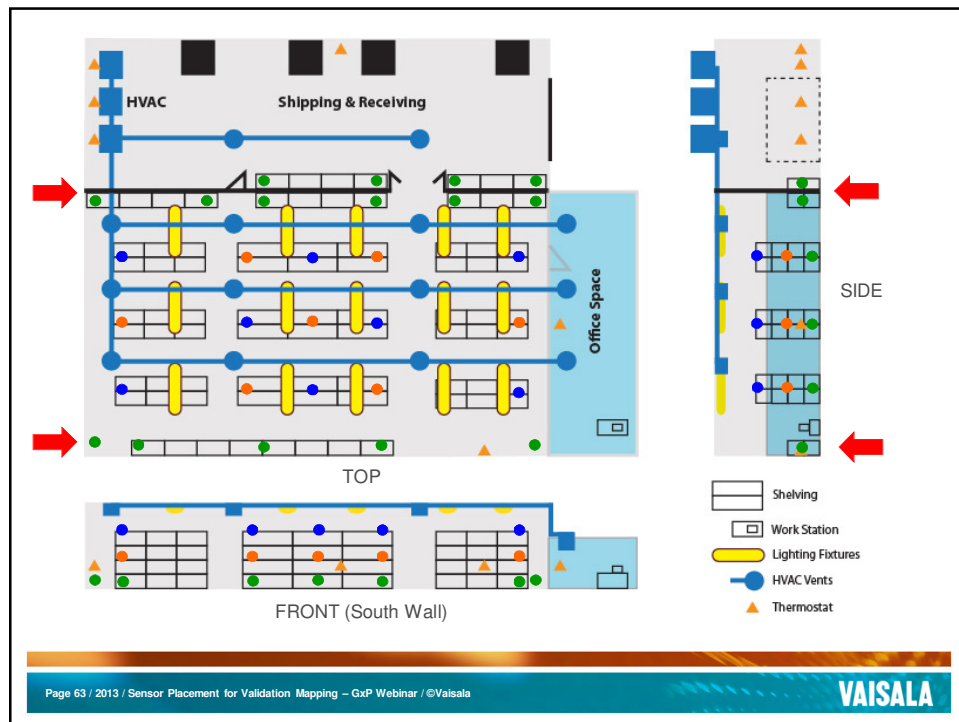 HVAC
Shipping & Receiving
Office Space
SIDE
TOP
FRONT (South Wall)
Shelving
Work Station
Lighting Fixtures
HVAC Vents
Thermostat
Page 63 / 2013 / Sensor Placement for Validation Mapping – GxP Webinar / ©Vaisala
VAISALA